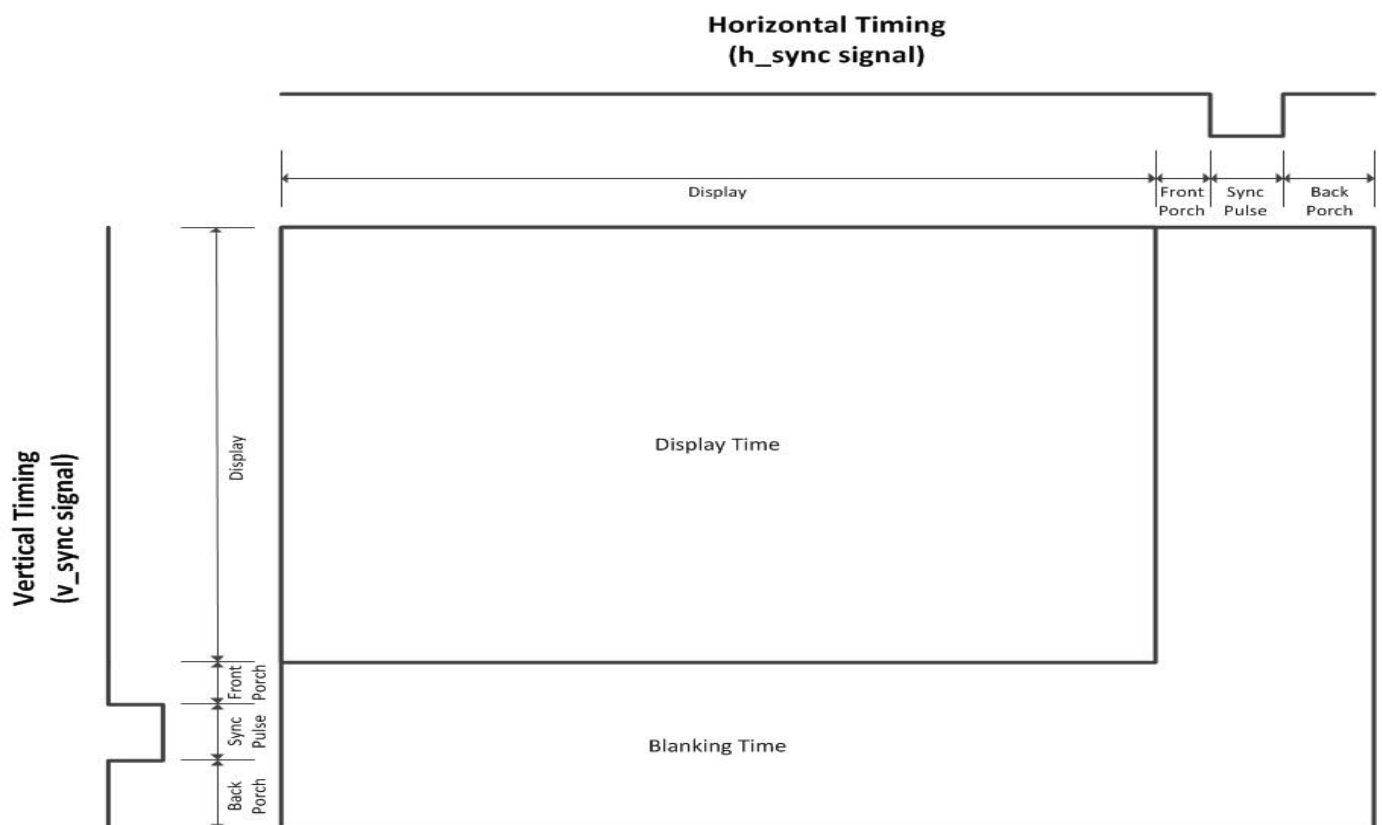 Horizontal Timing
(h_sync signal)
Display
Front
Porch
Sync
Pulse
Back
Porch
Vertical Timing
(v_sync signal)
Display
Display Time
Front
Porch
Sync
Pulse
Blanking Time
Back
Porch